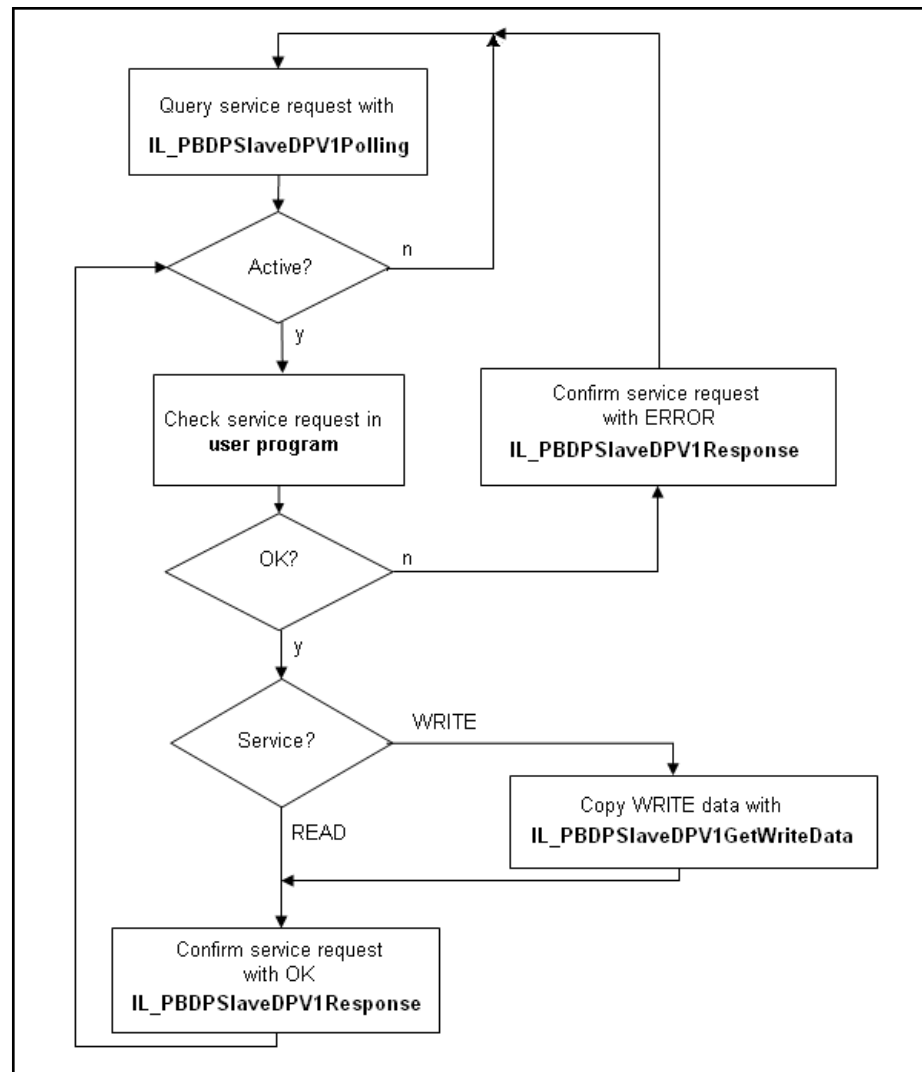 Query service request with
IL_PBDPSlaveDPV1Polling
n
Active?
y
Confirm service request
with ERROR
IL_PBDPSlaveDPV1Response
Check service request in
user program
OK?
n
y
WRITE
Service?
Copy WRITE data with
IL_PBDPSlaveDPV1GetWriteData
READ
Confirm service request
with OK
IL_PBDPSlaveDPV1Response